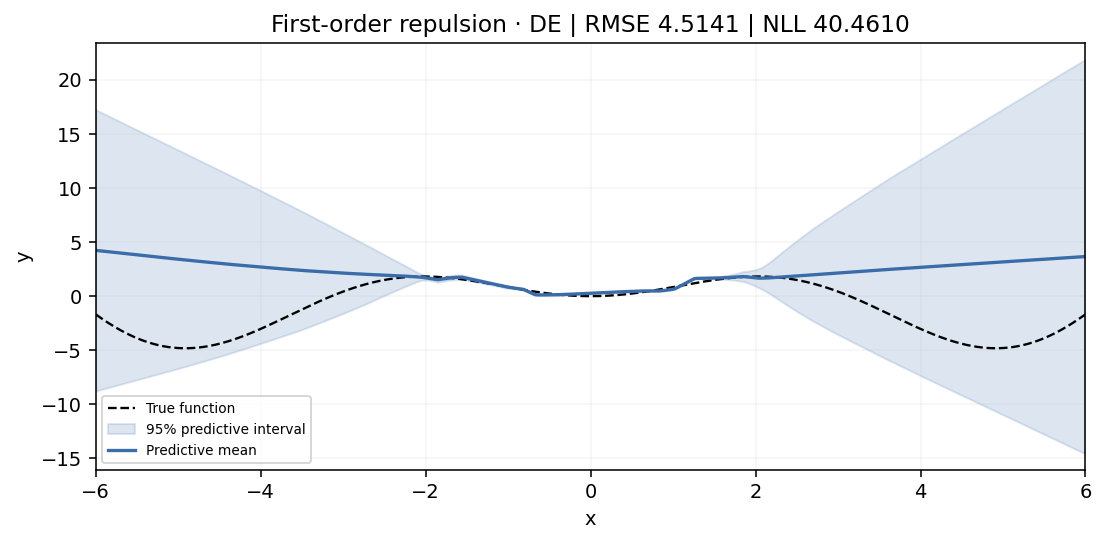 First-order repulsion · DE | RMSE 4.5141 | NLL 40.4610
y
20
15
10
5
0
−5
−10
−15
True function
95% predictive interval
Predictive mean
−6
−4
−2
0
2
4
6
x